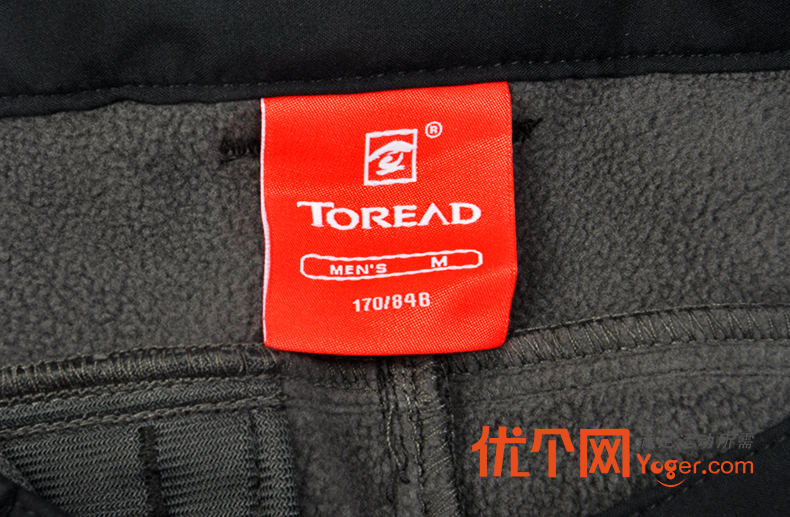 ®
TOREAD
MEN'S M
170/84B
优个网
Yoger.com